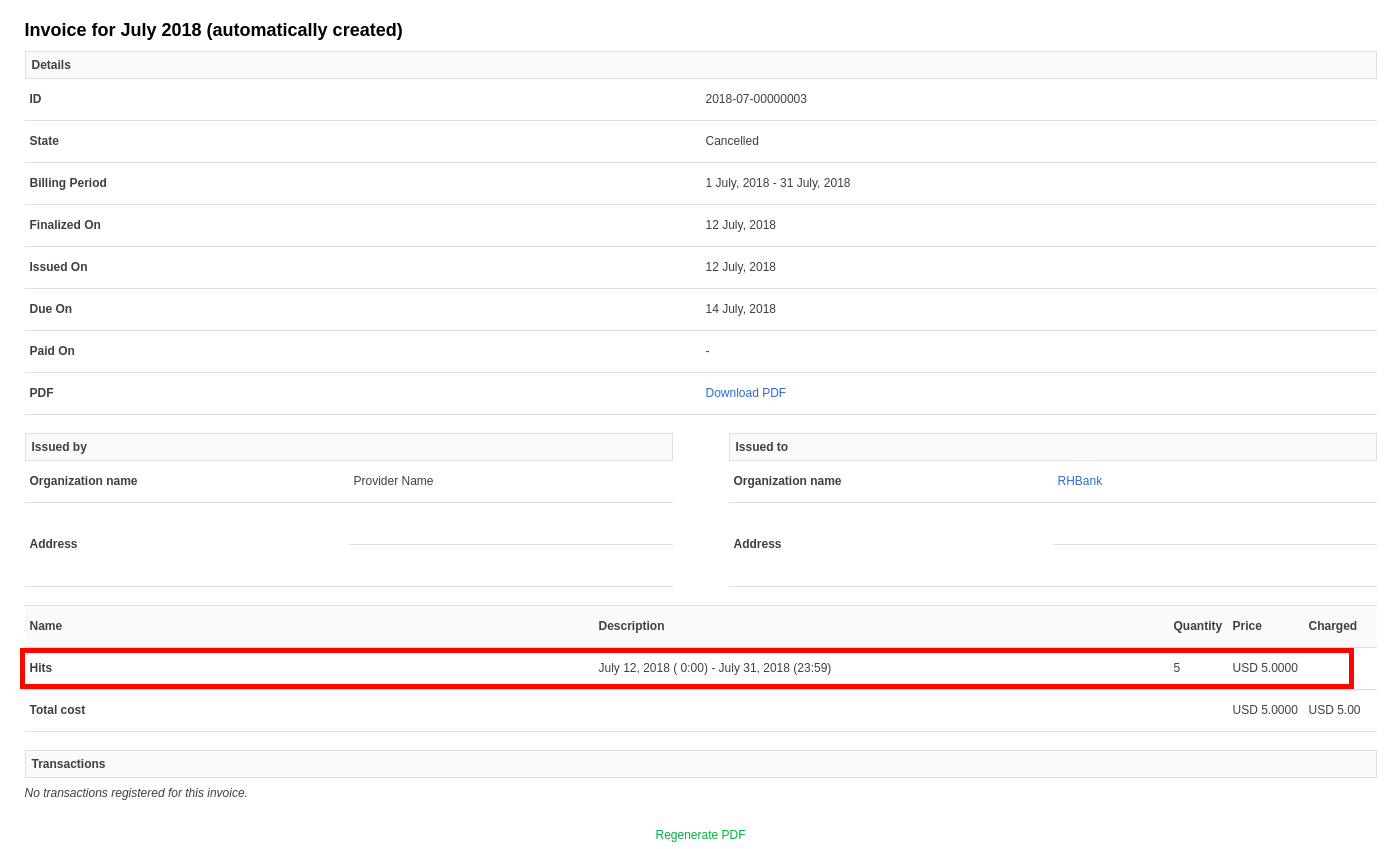 Invoice for July 2018 (automatically created)
Details
ID 2018-07-00000003
State Cancelled
Billing Period 1 July, 2018 - 31 July, 2018
Finalized On 12 July, 2018
Issued On 12 July, 2018
Due On 14 July, 2018
Paid On -
PDF Download PDF
Issued by Issued to
Organization name Provider Name Organization name RHBank
Address Address
Name Description Quantity Price Charged
Hits July 12, 2018 ( 0:00) - July 31, 2018 (23:59) 5 USD 5.0000
Total cost USD 5.0000 USD 5.00
Transactions
No transactions registered for this invoice.
Regenerate PDF